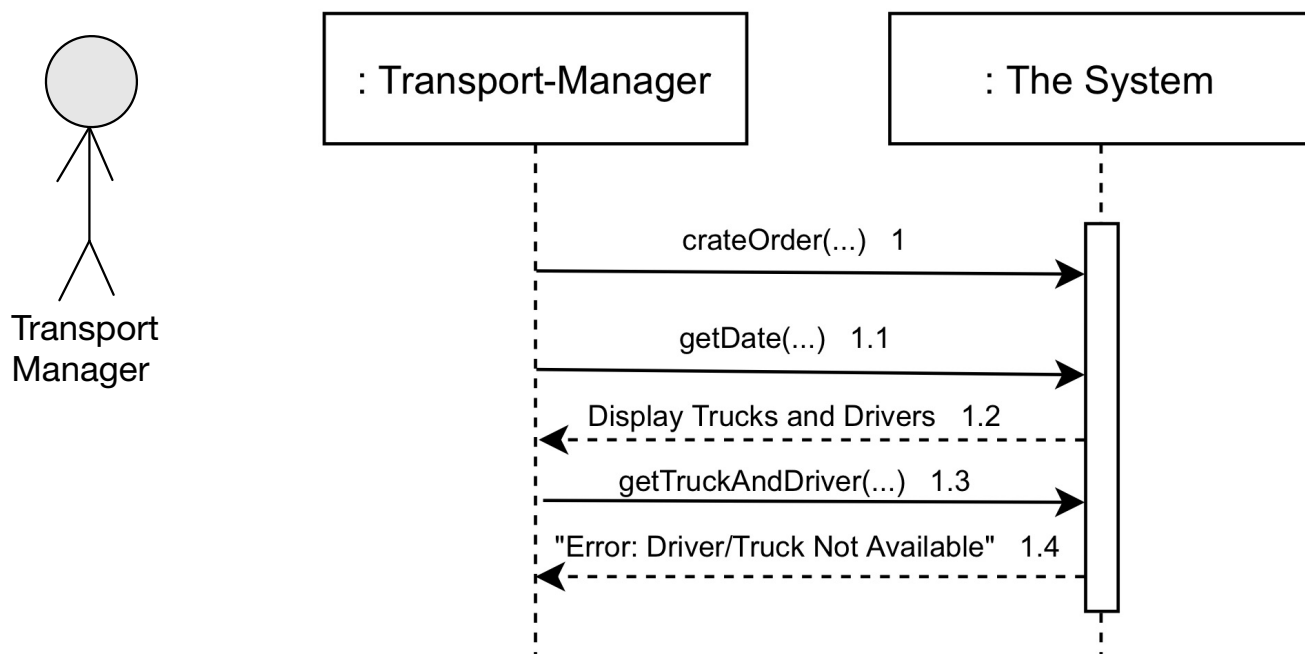 : Transport-Manager
: The System
Transport
Manager
crateOrder(...) 1
getDate(...) 1.1
Display Trucks and Drivers 1.2
getTruckAndDriver(...) 1.3
"Error: Driver/Truck Not Available" 1.4